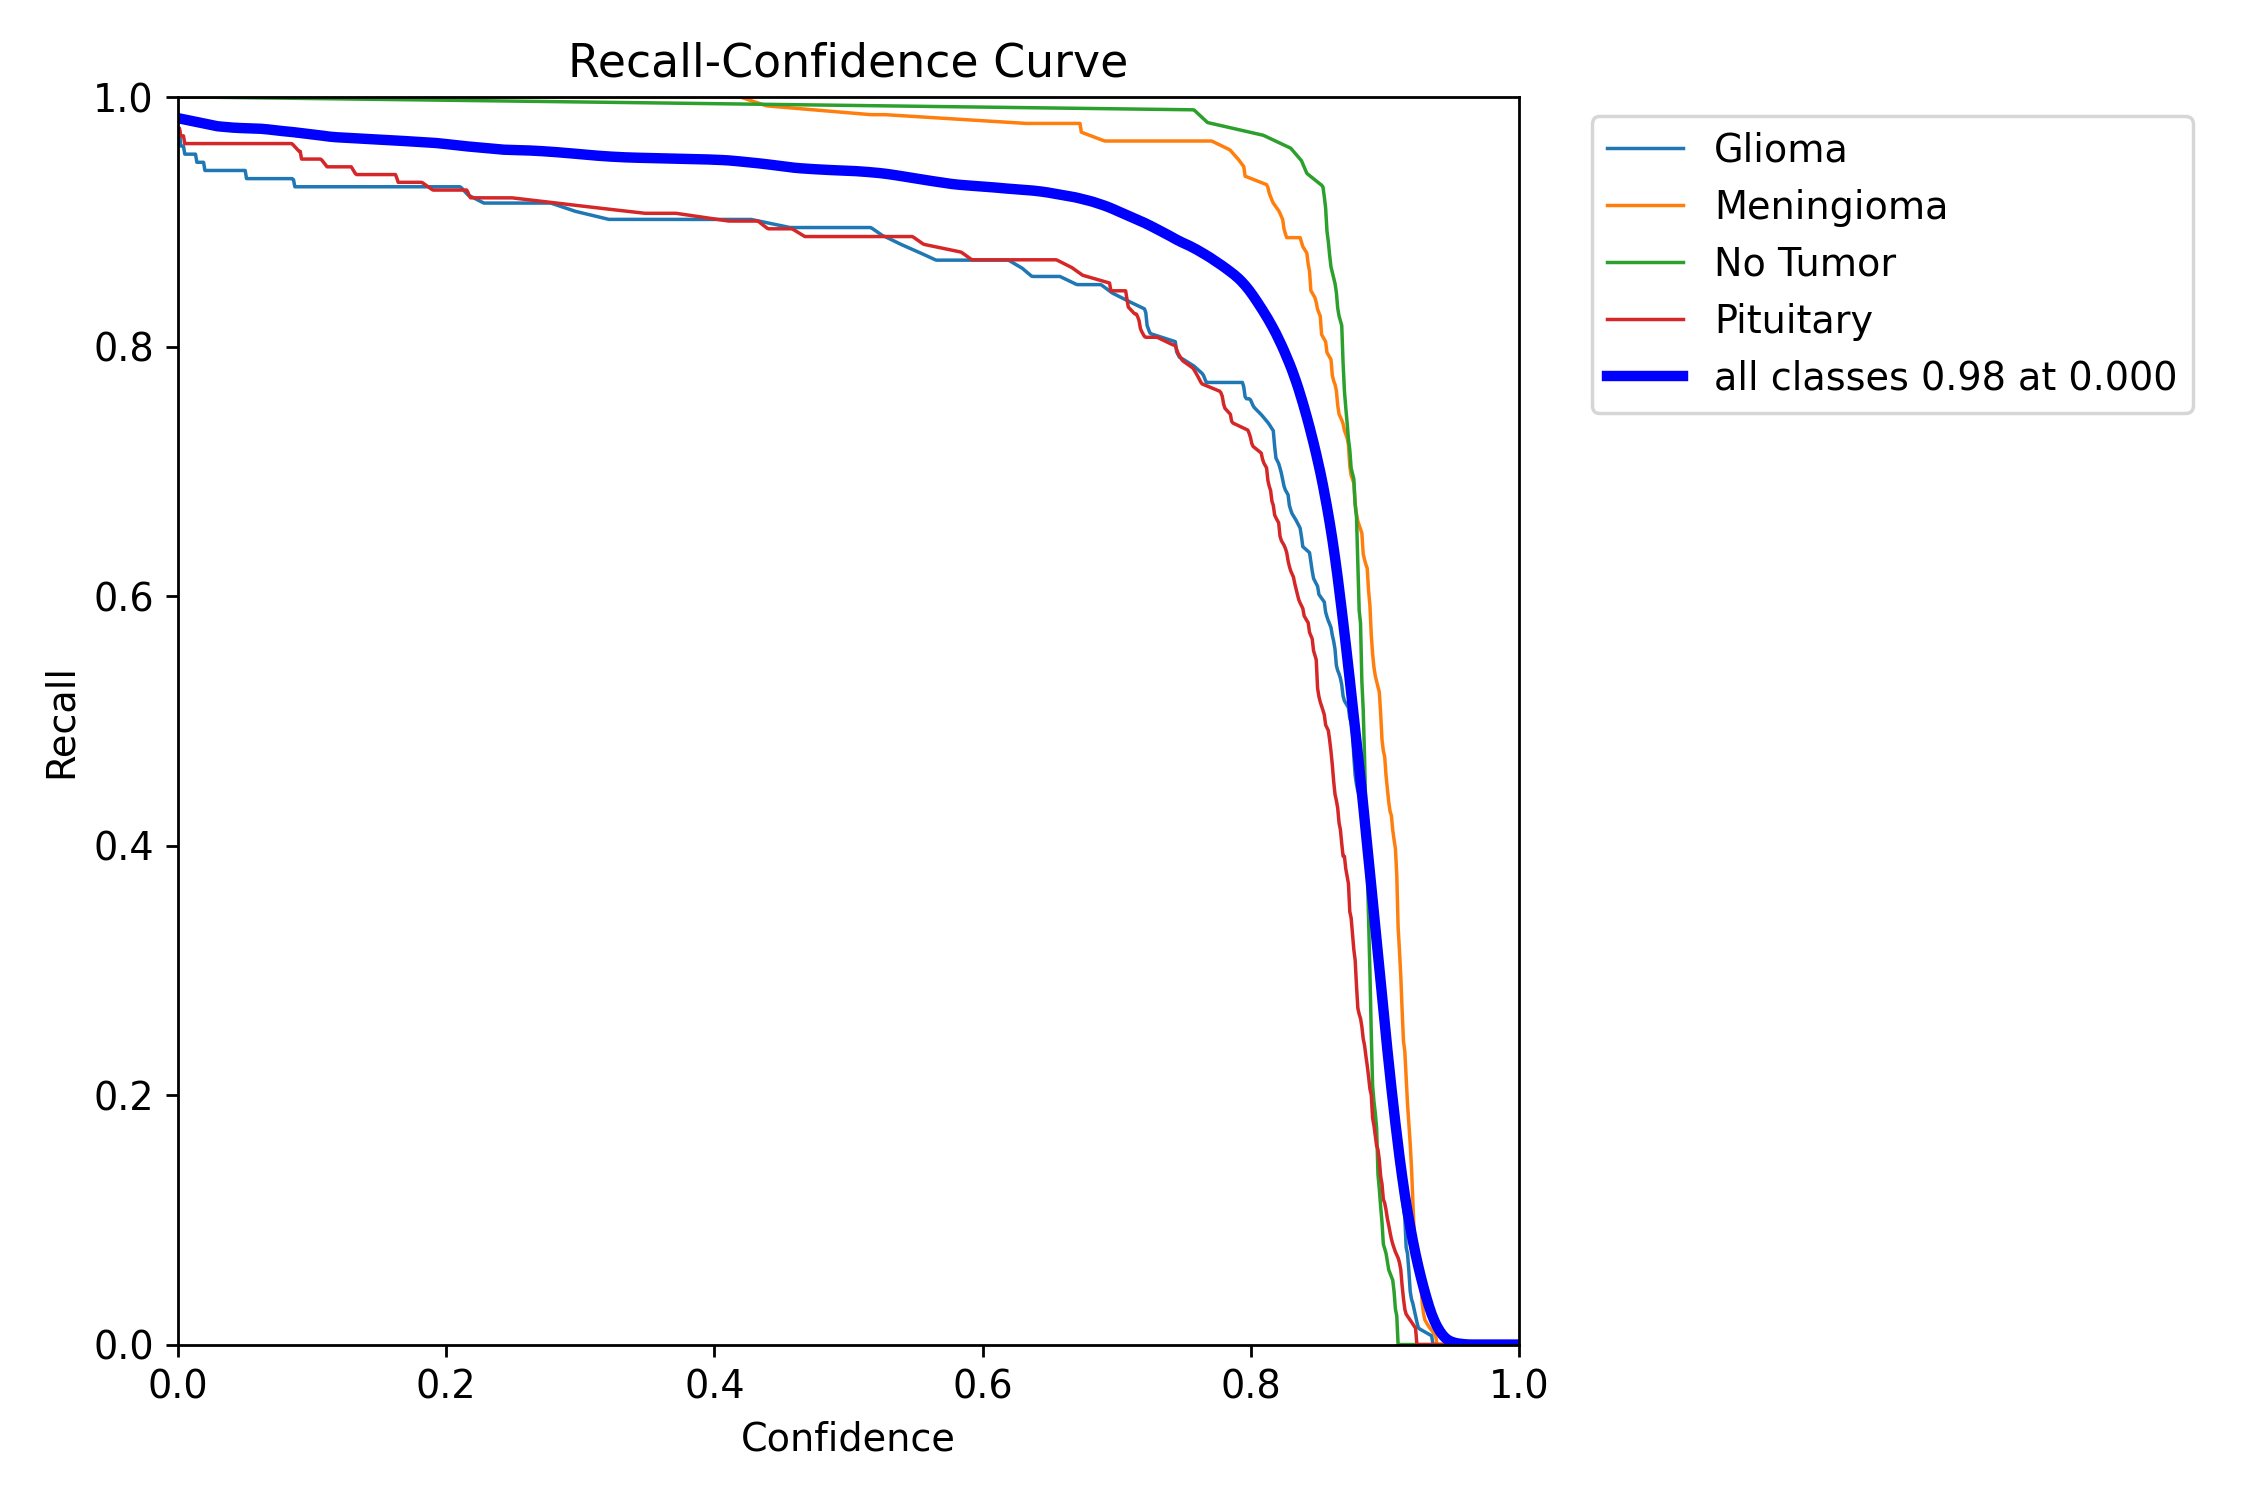 Recall-Confidence Curve
1.0
0.8
0.6
0.4
0.2
0.0
Recall
0.0 0.2 0.4 0.6 0.8 1.0
Confidence
Glioma
Meningioma
No Tumor
Pituitary
all classes 0.98 at 0.000